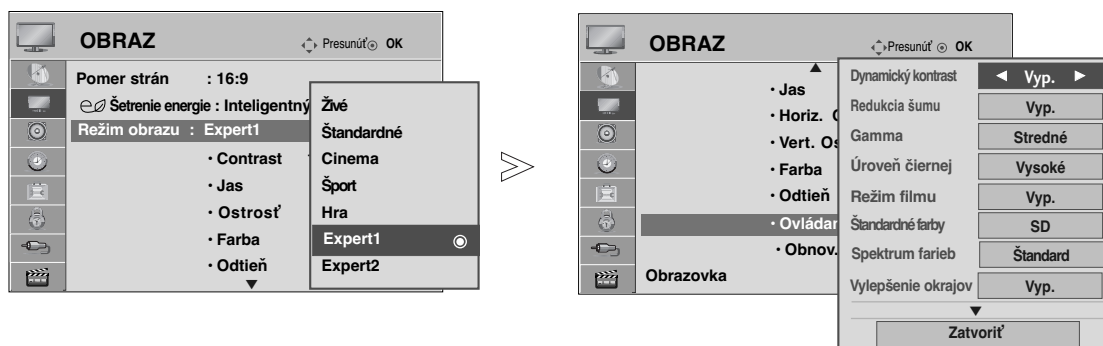 OBRAZ
Presunúť OK
Pomer strán : 16:9
Šetrenie energie : Inteligentný
Režim obrazu : Expert1
• Contrast
• Jas
• Ostrosť
• Farba
• Odtieň
▼
Živé
Štandardné
Cinema
Šport
Hra
Expert1
Expert2
OBRAZ
Presunúť OK
▲
• Jas
• Horiz.
• Vert.
• Farba
• Odtieň
• Obnov.
Obrazovka
Dynamický kontrast ◄ Vyp. ►
Redukcia šumu Vyp.
Gamma Stredné
Úroveň čiernej Vysoké
Režim filmu Vyp.
Štandardné farby SD
Spektrum farieb Štandard
Vylepšenie okrajov Vyp.
▼
Zatvoriť